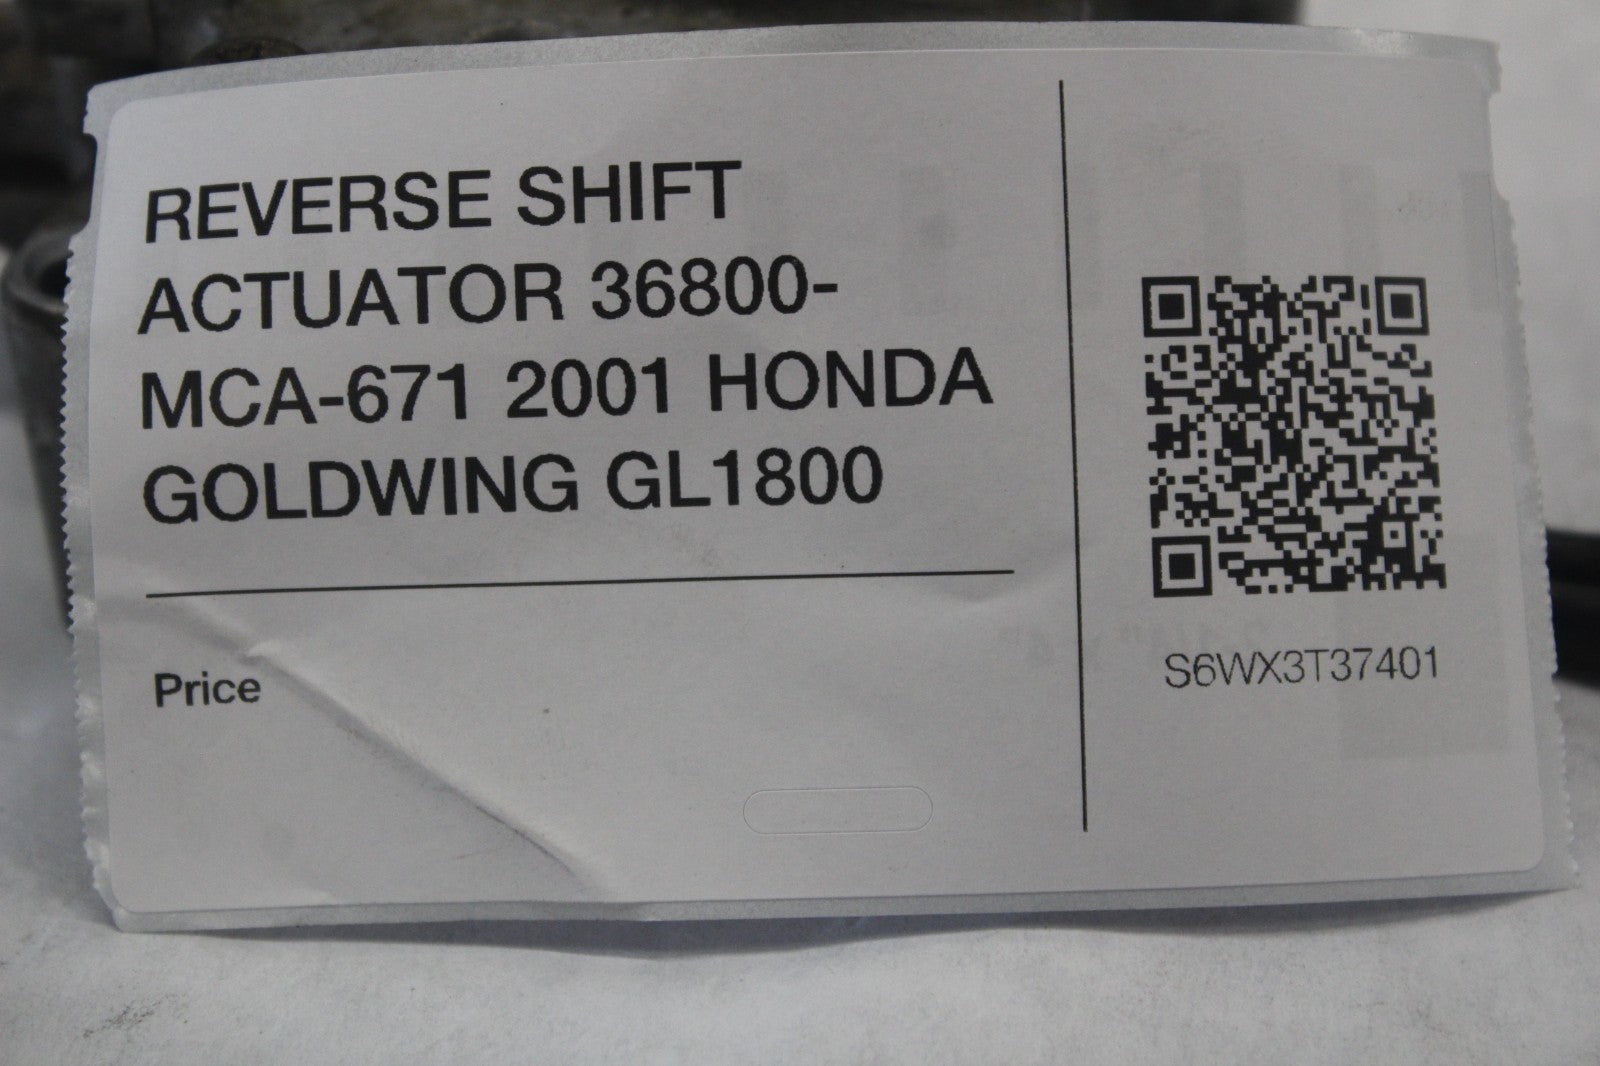 REVERSE SHIFT
ACTUATOR 36800-
MCA-671 2001 HONDA
GOLDWING GL1800
Price
S6WX3T37401